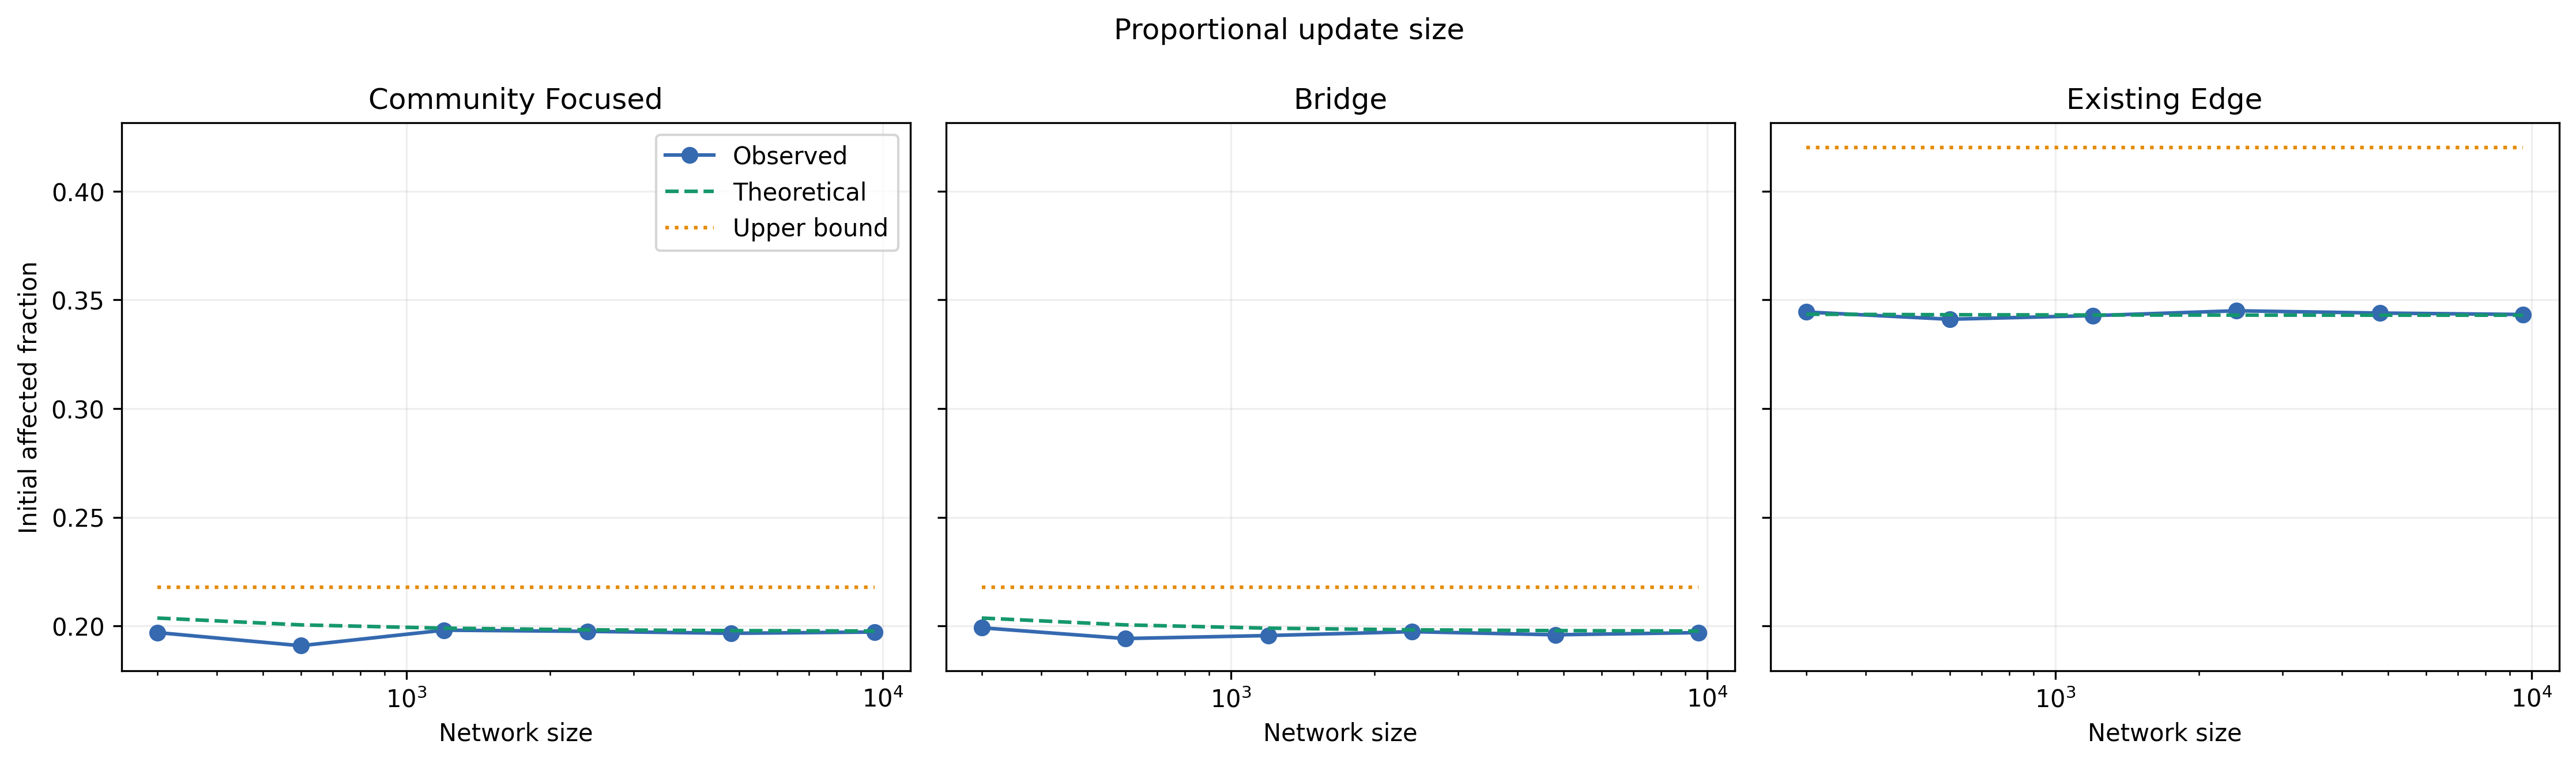 Proportional update size
Community Focused
Bridge
Existing Edge
Observed
Theoretical
Upper bound
Initial affected fraction
0.40
0.35
0.30
0.25
0.20
10³
10⁴
10³
10⁴
10³
10⁴
Network size
Network size
Network size